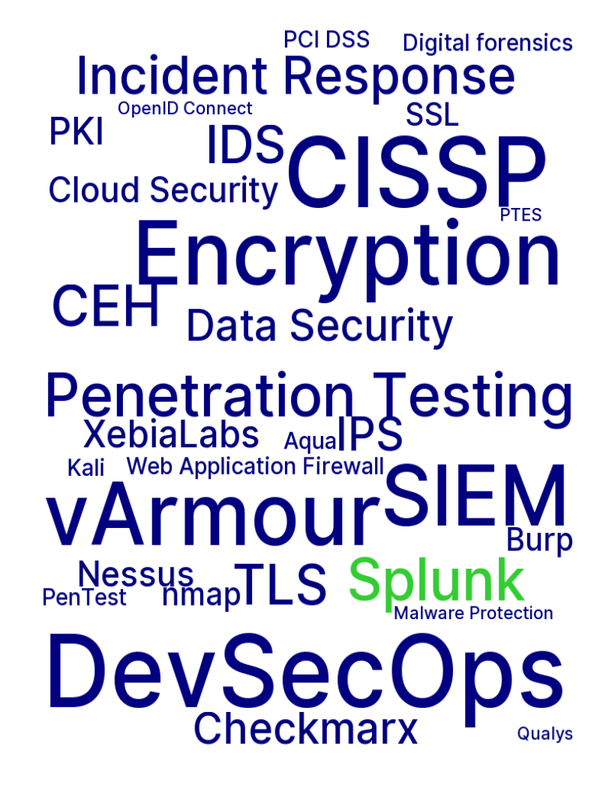 PCI DSS
Digital forensics
Incident Response
OpenID Connect
SSL
PKI
IDS
CISSP
Cloud Security
PTES
Encryption
CEH
Data Security
Penetration Testing
XebiaLabs
Aqua
IPS
Kali
Web Application Firewall
SIEM
vArmour
Burp
Nessus
TLS
Splunk
PenTest
nmap
Malware Protection
DevSecOps
Checkmarx
Qualys